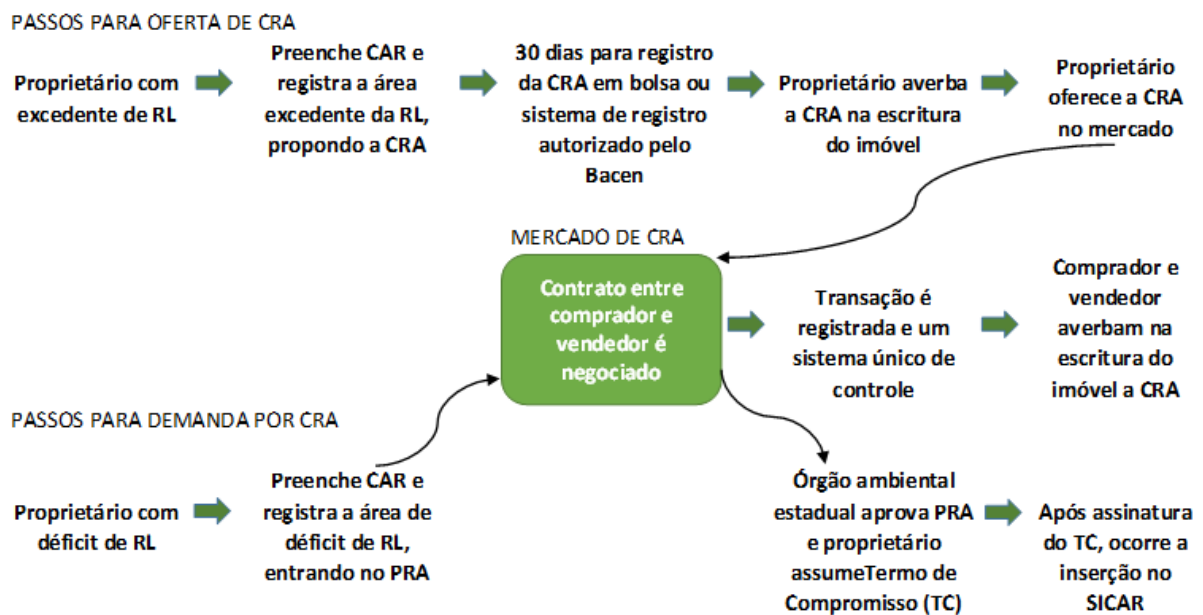 PASSOS PARA OFERTA DE CRA
Proprietário com
excedente de RL
Preenche CAR e
registra a área
excedente da RL,
propondo a CRA
30 dias para registro
da CRA em bolsa ou
sistema de registro
autorizado pelo
Bacen
Proprietário averba
a CRA na escritura
do imóvel
Proprietário
oferece a CRA
no mercado
MERCADO DE CRA
Contrato entre
comprador e
vendedor é
negociado
Transação é
registrada e um
sistema único de
controle
Comprador e
vendedor
averbam na
escritura do
imóvel a CRA
PASSOS PARA DEMANDA POR CRA
Proprietário com
déficit de RL
Preenche CAR e
registra a área de
déficit de RL,
entrando no PRA
Órgão ambiental
estadual aprova PRA
e proprietário
assumeTermo de
Compromisso (TC)
Após assinatura
do TC, ocorre a
inserção no
SICAR